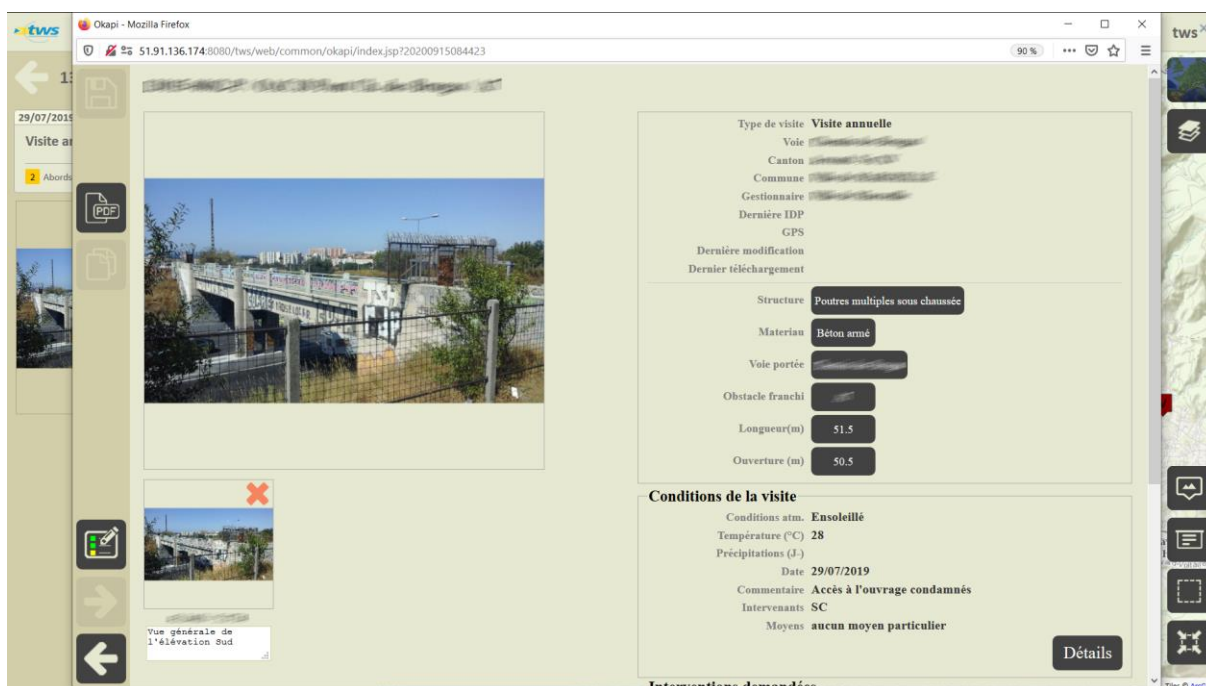 tws
Okapi - Mozilla Firefox
tws
51.91.136.174:8080/tws/web/common/okapi/index.jsp?20200915084423
90 %
29/07/2019
Visite
2 Abords
PDF
Type de visite Visite annuelle
Voie
Canton
Commune
Gestionnaire
Dernière IDP
GPS
Dernière modification
Dernier téléchargement
Structure Poutres multiples sous chaussée
Materiau Béton armé
Voie portée
Obstacle franchi
Longueur(m) 51.5
Ouverture (m) 50.5
Vue générale de
l'élévation Sud
Conditions de la visite
Conditions atm. Ensoleillé
Température (°C) 28
Précipitations (J-)
Date 29/07/2019
Commentaire Accès à l'ouvrage condamnés
Intervenants SC
Moyens aucun moyen particulier
Détails
Interventions demandées